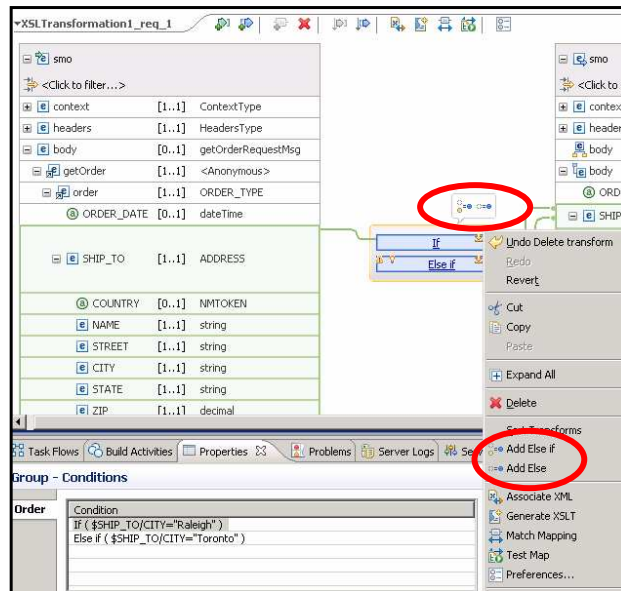 XSLTransformation1_req_1
smo
smo
<Click to filter...>
<Click to
context [1..1] ContextType
headers [1..1] HeadersType
header
body [0..1] getOrderRequestMsg
body
getOrder [1..1] <Anonymous>
body
order [1..1] ORDER_TYPE
ORDER_DATE [0..1] dateTime
SHIP
If
Undo Delete transform
SHIP_TO [1..1] ADDRESS
Else if
Redo
Revert
COUNTRY [0..1] NMTOKEN
Cut
NAME [1..1] string
Copy
STREET [1..1] string
Paste
CITY [1..1] string
Expand All
STATE [1..1] string
Delete
ZIP [1..1] decimal
Sort Transforms
Task Flows Build Activities Properties Problems Server Logs
Add Else if
Add Else
Group - Conditions
Associate XML
Order Condition
Generate XSLT
If ( $SHIP_TO/CITY="Raleigh" )
Match Mapping
Else if ( $SHIP_TO/CITY="Toronto" )
Test Map
Preferences...